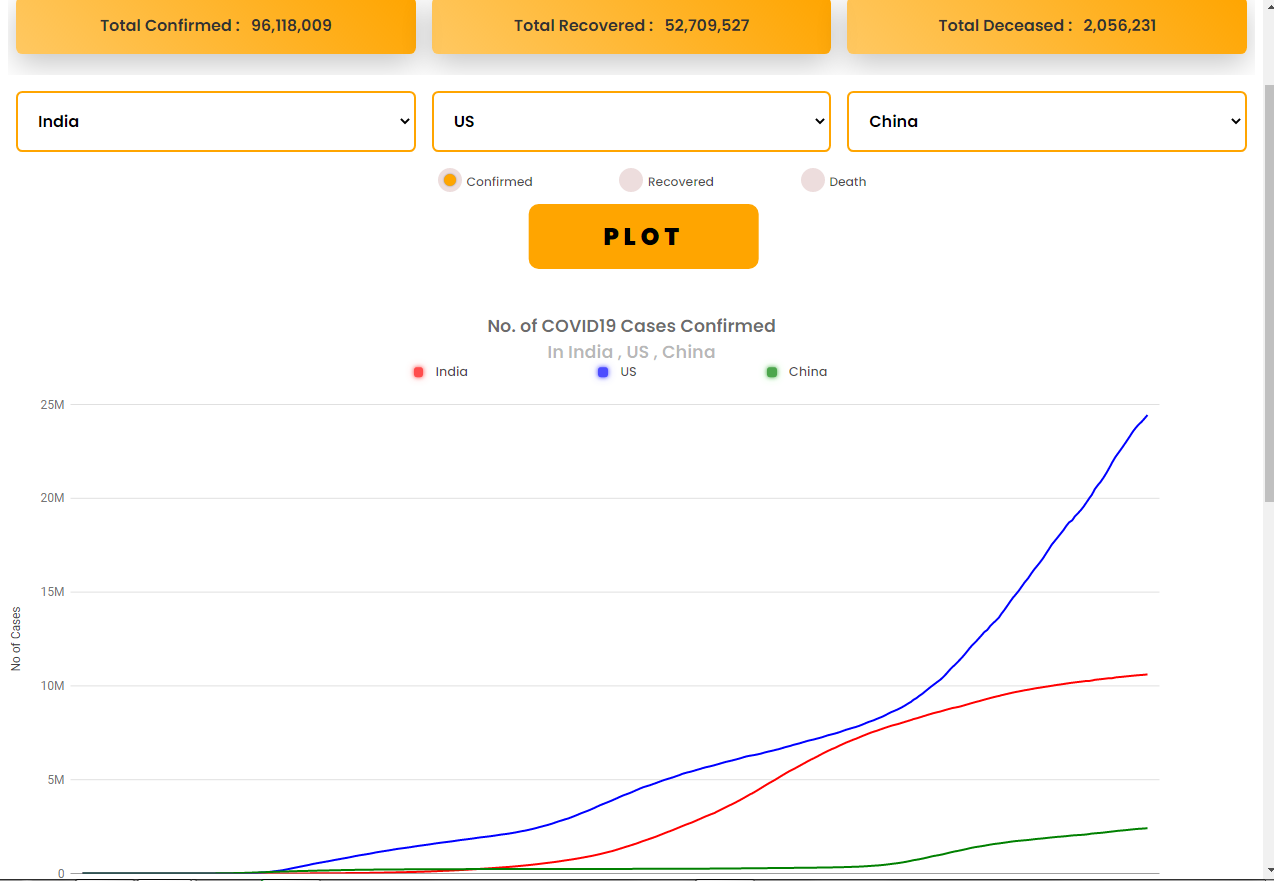 Total Confirmed : 96,118,009
Total Recovered : 52,709,527
Total Deceased : 2,056,231
India
US
China
Confirmed
Recovered
Death
PLOT
No. of COVID19 Cases Confirmed
In India , US , China
India
US
China
25M
20M
15M
10M
5M
0
No of Cases